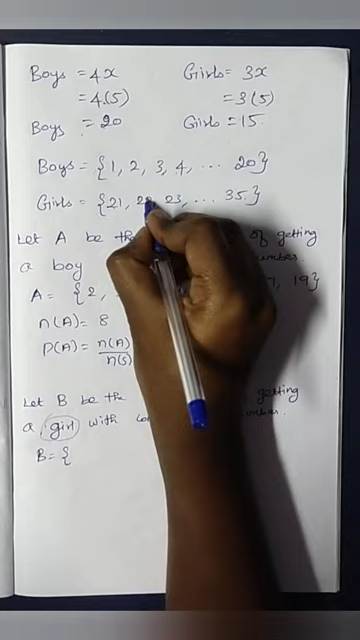 Boys = 4x Girls = 3x
= 4(5) = 3(5)
Boys = 20 Girls = 15.
Boys = {1, 2, 3, 4, ... 20}
Girls = {21, 22, 23, ... 35.}
Let A be the of getting
a boy number.
A = {2, , 19}
n(A) = 8
P(A) = n(A)/n(S)
Let B be the getting
a girl with number.
B = {